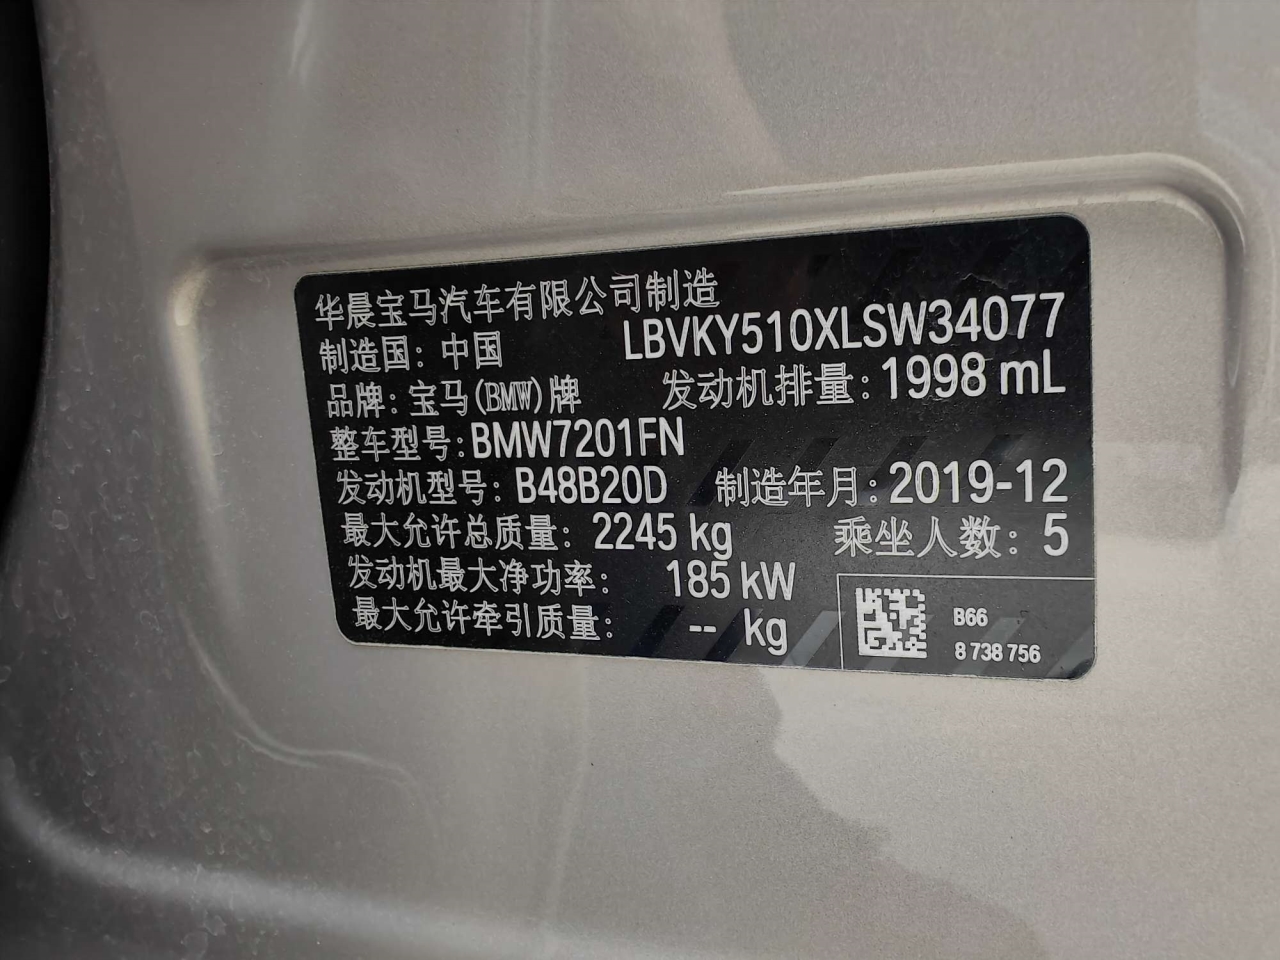 华晨宝马汽车有限公司制造
制造国：中国 LBVKY510XLSW34077
品牌：宝马(BMW)牌 发动机排量：1998 mL
整车型号：BMW7201FN
发动机型号：B48B20D 制造年月：2019-12
最大允许总质量：2245 kg 乘坐人数：5
发动机最大净功率：185 kW
最大允许牵引质量：-- kg
B66
8 738 756